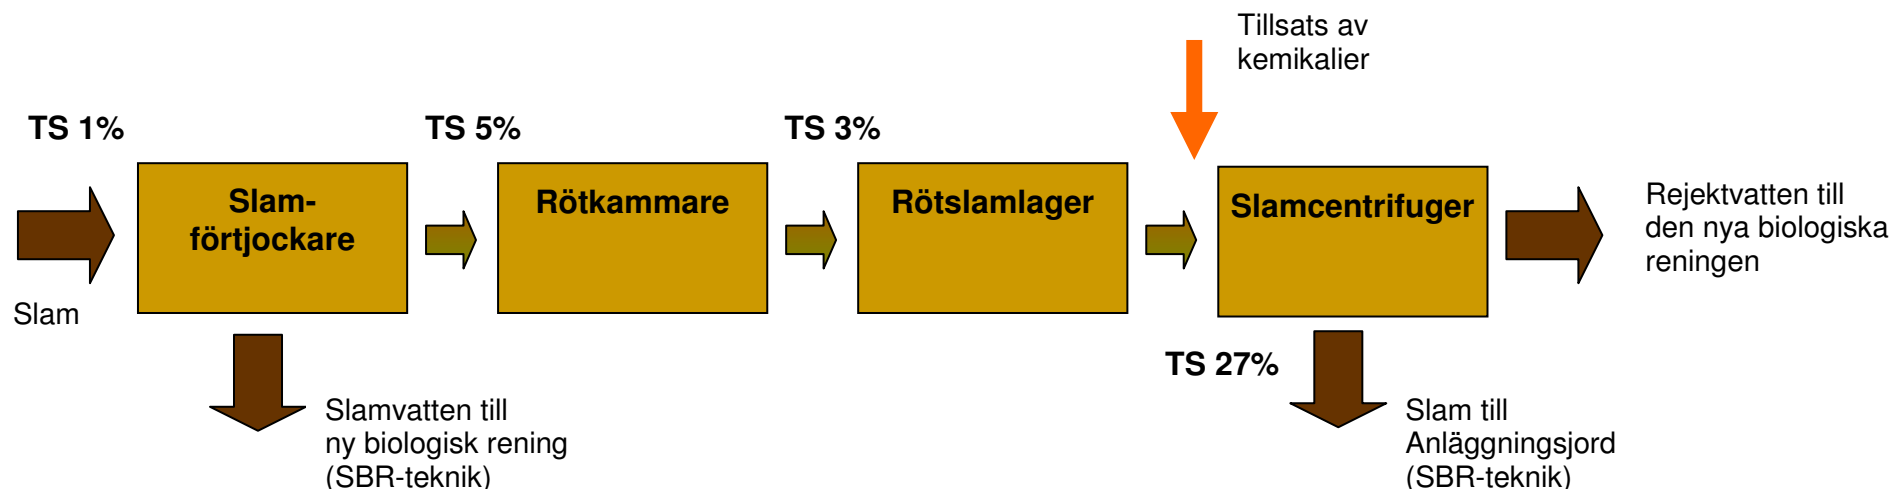 Tillsats av
kemikalier
TS 1%
TS 5%
TS 3%
Slam-
förtjockare
Rötkammare
Rötslamlager
Slamcentrifuger
Rejektvatten till
den nya biologiska
reningen
Slam
TS 27%
Slamvatten till
ny biologisk rening
(SBR-teknik)
Slam till
Anläggningsjord
(SBR-teknik)